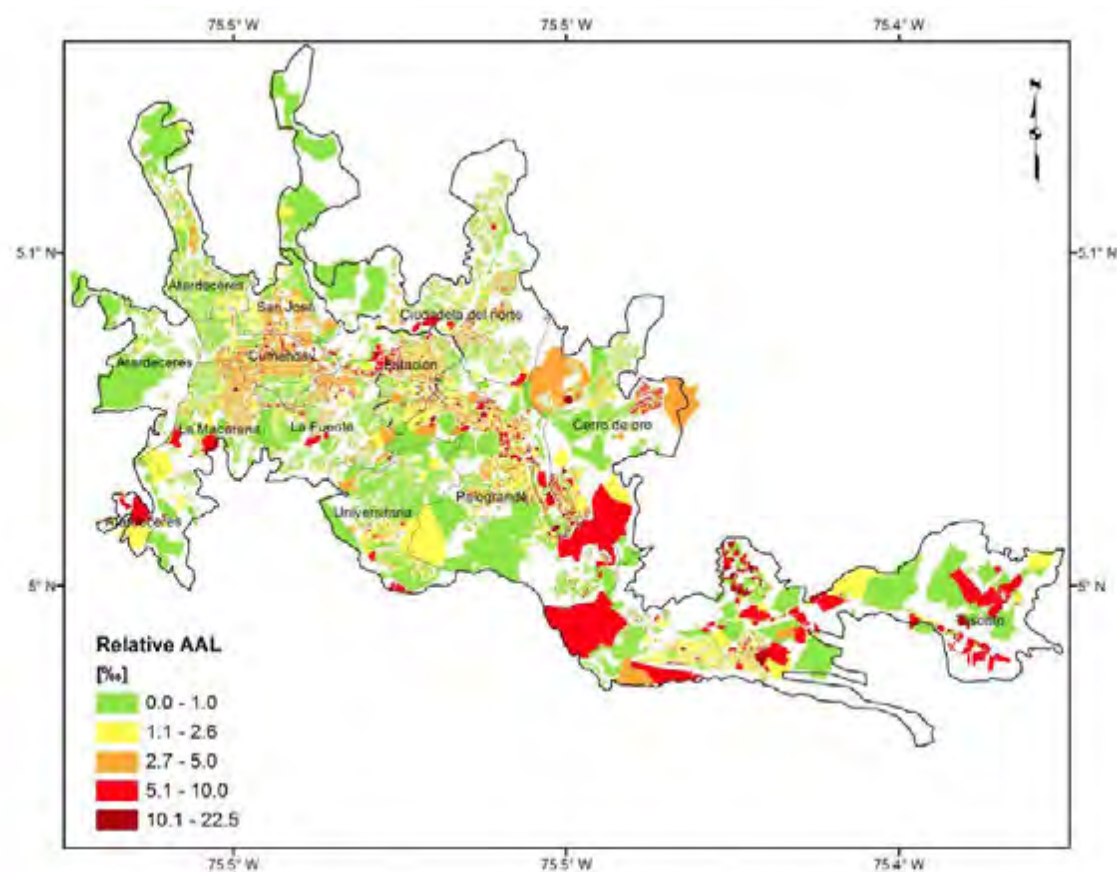 75.5° W 75.5° W 75.4° W
N
5.1° N 5.1° N
Atardeceres
San José
Ciudadela del norte
Cumanday
Atardeceres
Estación
La Macarena
La Fuente
Cerro de oro
Palogrande
Universitaria
Atardeceres
5° N 5° N
Tesorito
Relative AAL
[‰]
0.0 - 1.0
1.1 - 2.6
2.7 - 5.0
5.1 - 10.0
10.1 - 22.5
75.5° W 75.5° W 75.4° W